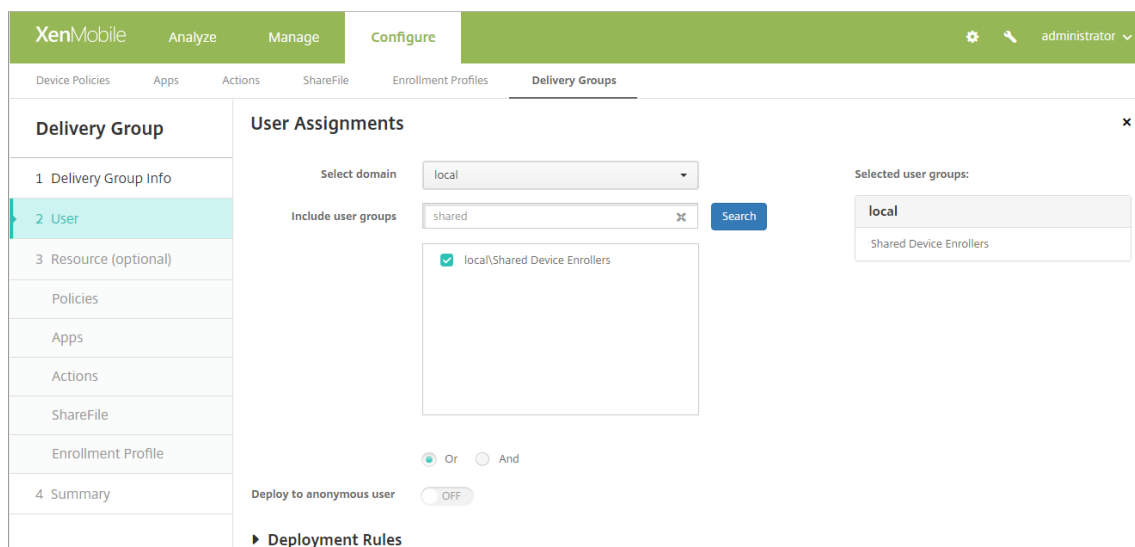 XenMobile Analyze Manage Configure administrator
Device Policies Apps Actions ShareFile Enrollment Profiles Delivery Groups
Delivery Group
1 Delivery Group Info
2 User
3 Resource (optional)
Policies
Apps
Actions
ShareFile
Enrollment Profile
4 Summary
User Assignments
Select domain local
Include user groups shared Search
local\Shared Device Enrollers
Or And
Deploy to anonymous user OFF
Deployment Rules
Selected user groups:
local
Shared Device Enrollers